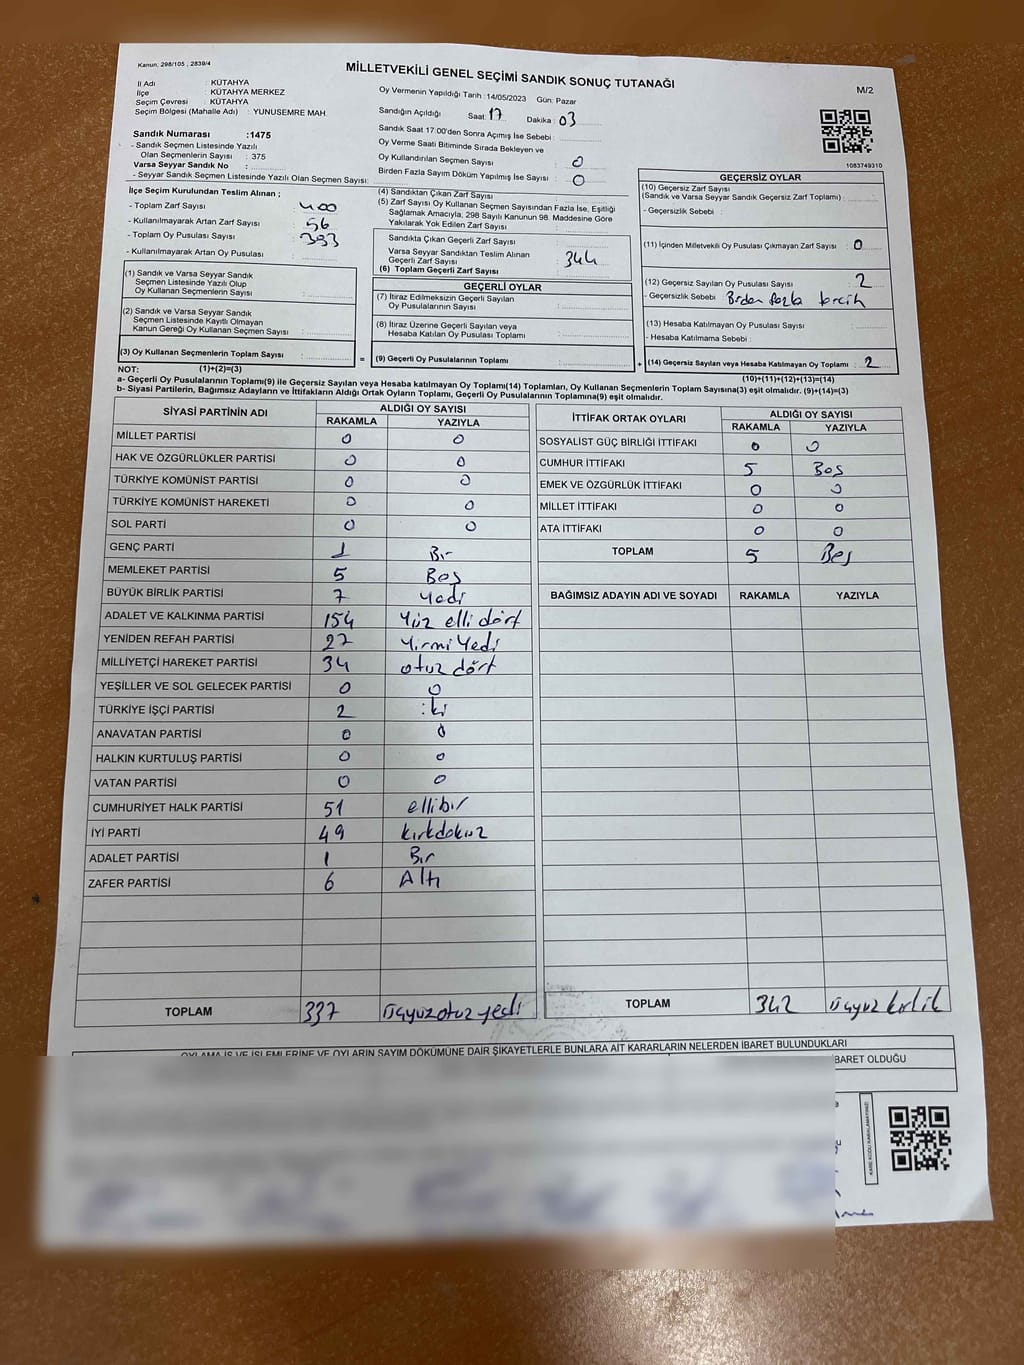 Kanun; 298/105 , 2839/4
MİLLETVEKİLİ GENEL SEÇİMİ SANDIK SONUÇ TUTANAĞI
M/2
İl Adı : KÜTAHYA
İlçe : KÜTAHYA MERKEZ
Seçim Çevresi : KÜTAHYA
Seçim Bölgesi (Mahalle Adı) : YUNUSEMRE MAH.
Sandık Numarası :1475
- Sandık Seçmen Listesinde Yazılı
Olan Seçmenlerin Sayısı : 375
Varsa Seyyar Sandık No :
- Seyyar Seçmen Listesinde Yazılı Olan Seçmen Sayısı:
Oy Vermenin Yapıldığı Tarih :14/05/2023 Gün: Pazar
Sandığın Açıldığı Saat: 17 Dakika : 03
Sandık Saat 17:00'den Sonra Açımış İse Sebebi :
Oy Verme Saati Bitiminde Sırada Bekleyen ve
Oy Kullandırılan Seçmen Sayısı : 0
Birden Fazla Sayım Döküm Yapılmış İse Sayısı : 0
1083749310
İlçe Seçim Kurulundan Teslim Alınan ;
- Toplam Zarf Sayısı : 400
- Kullanılmayarak Artan Zarf Sayısı : 56
- Toplam Oy Pusulası Sayısı : 393
- Kullanılmayarak Artan Oy Pusulası :
(4) Sandıktan Çıkan Zarf Sayısı :
(5) Zarf Sayısı Oy Kullanan Seçmen Sayısından Fazla İse, Eşitliği
Sağlamak Amacıyla, 298 Sayılı Kanunun 98. Maddesine Göre
Yakılarak Yok Edilen Zarf Sayısı :
Sandıkta Çıkan Geçerli Zarf Sayısı :
Varsa Seyyar Sandıktan Teslim Alınan
Geçerli Zarf Sayısı : 344
(6) Toplam Geçerli Zarf Sayısı :
GEÇERSİZ OYLAR
(10) Geçersiz Zarf Sayısı
(Sandık ve Varsa Seyyar Sandık Geçersiz Zarf Toplamı) :
- Geçersizlik Sebebi :
(11) İçinden Milletvekili Oy Pusulası Çıkmayan Zarf Sayısı : 0
(12) Geçersiz Sayılan Oy Pusulası Sayısı : 2
- Geçersizlik Sebebi : Birden fazla tercih
(13) Hesaba Katılmayan Oy Pusulası Sayısı :
- Hesaba Katılmama Sebebi :
(14) Geçersiz Sayılan veya Hesaba Katılmayan Oy Toplamı : 2
(10)+(11)+(12)+(13)=(14)
(1) Sandık ve Varsa Seyyar Sandık
Seçmen Listesinde Yazılı Olup
Oy Kullanan Seçmenlerin Sayısı :
(2) Sandık ve Varsa Seyyar Sandık
Seçmen Listesinde Kayıtlı Olmayan
Kanun Gereği Oy Kullanan Seçmen Sayısı :
(3) Oy Kullanan Seçmenlerin Toplam Sayısı :
GEÇERLİ OYLAR
(7) İtiraz Edilmeksizin Geçerli Sayılan
Oy Pusulalarının Sayısı :
(8) İtiraz Üzerine Geçerli Sayılan veya
Hesaba Katılan Oy Pusulası Toplamı :
= (9) Geçerli Oy Pusulalarının Toplamı : +
NOT: (1)+(2)=(3)
a- Geçerli Oy Pusulalarının Toplamı(9) ile Geçersiz Sayılan veya Hesaba katılmayan Oy Toplamı(14) Toplamları, Oy Kullanan Seçmenlerin Toplam Sayısına(3) eşit olmalıdır. (9)+(14)=(3)
b- Siyasi Partilerin, Bağımsız Adayların ve İttifakların Aldığı Ortak Oyların Toplamı, Geçerli Oy Pusulalarının Toplamına(9) eşit olmalıdır.
SİYASİ PARTİNİN ADI ALDIĞI OY SAYISI
RAKAMLA YAZIYLA
MİLLET PARTİSİ 0 0
HAK VE ÖZGÜRLÜKLER PARTİSİ 0 0
TÜRKİYE KOMÜNİST PARTİSİ 0 0
TÜRKİYE KOMÜNİST HAREKETİ 0 0
SOL PARTİ 0 0
GENÇ PARTİ 1 Bir
MEMLEKET PARTİSİ 5 Beş
BÜYÜK BİRLİK PARTİSİ 7 Yedi
ADALET VE KALKINMA PARTİSİ 154 Yüz elli dört
YENİDEN REFAH PARTİSİ 27 Yirmi Yedi
MİLLİYETÇİ HAREKET PARTİSİ 34 otuz dört
YEŞİLLER VE SOL GELECEK PARTİSİ 0 0
TÜRKİYE İŞÇİ PARTİSİ 2 iki
ANAVATAN PARTİSİ 0 0
HALKIN KURTULUŞ PARTİSİ 0 0
VATAN PARTİSİ 0 0
CUMHURİYET HALK PARTİSİ 51 ellibir
İYİ PARTİ 49 kırkdokuz
ADALET PARTİSİ 1 Bir
ZAFER PARTİSİ 6 Altı
TOPLAM 337 üçyüzotuzyedi
İTTİFAK ORTAK OYLARI ALDIĞI OY SAYISI
RAKAMLA YAZIYLA
SOSYALİST GÜÇ BİRLİĞİ İTTİFAKI 0 0
CUMHUR İTTİFAKI 5 Beş
EMEK VE ÖZGÜRLÜK İTTİFAKI 0 0
MİLLET İTTİFAKI 0 0
ATA İTTİFAKI 0 0
TOPLAM 5 Beş
BAĞIMSIZ ADAYIN ADI VE SOYADI RAKAMLA YAZIYLA
TOPLAM 342 üçyüzkırkiki
OYLAMA İŞ VE İŞLEMLERİNE VE OYLARIN SAYIM DÖKÜMÜNE DAİR ŞİKAYETLERLE BUNLARA AİT KARARLARIN NELERDEN İBARET BULUNDUKLARI
İBARET OLDUĞU